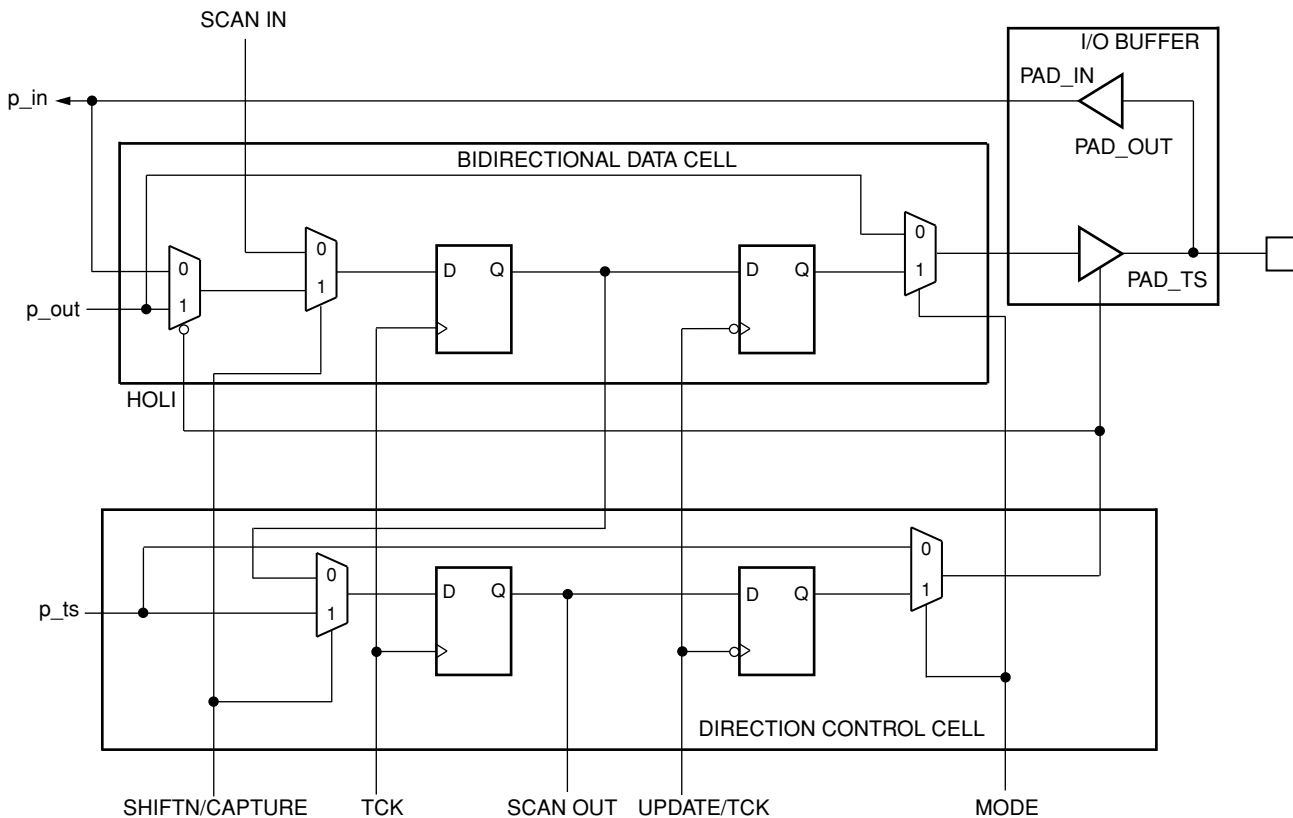 SCAN IN
I/O BUFFER
PAD_IN
p_in
PAD_OUT
BIDIRECTIONAL DATA CELL
0
0
1
0
1
D Q
D Q
1
PAD_TS
p_out
HOLI
0
1
D Q
D Q
0
1
p_ts
DIRECTION CONTROL CELL
SHIFTN/CAPTURE
TCK
SCAN OUT
UPDATE/TCK
MODE